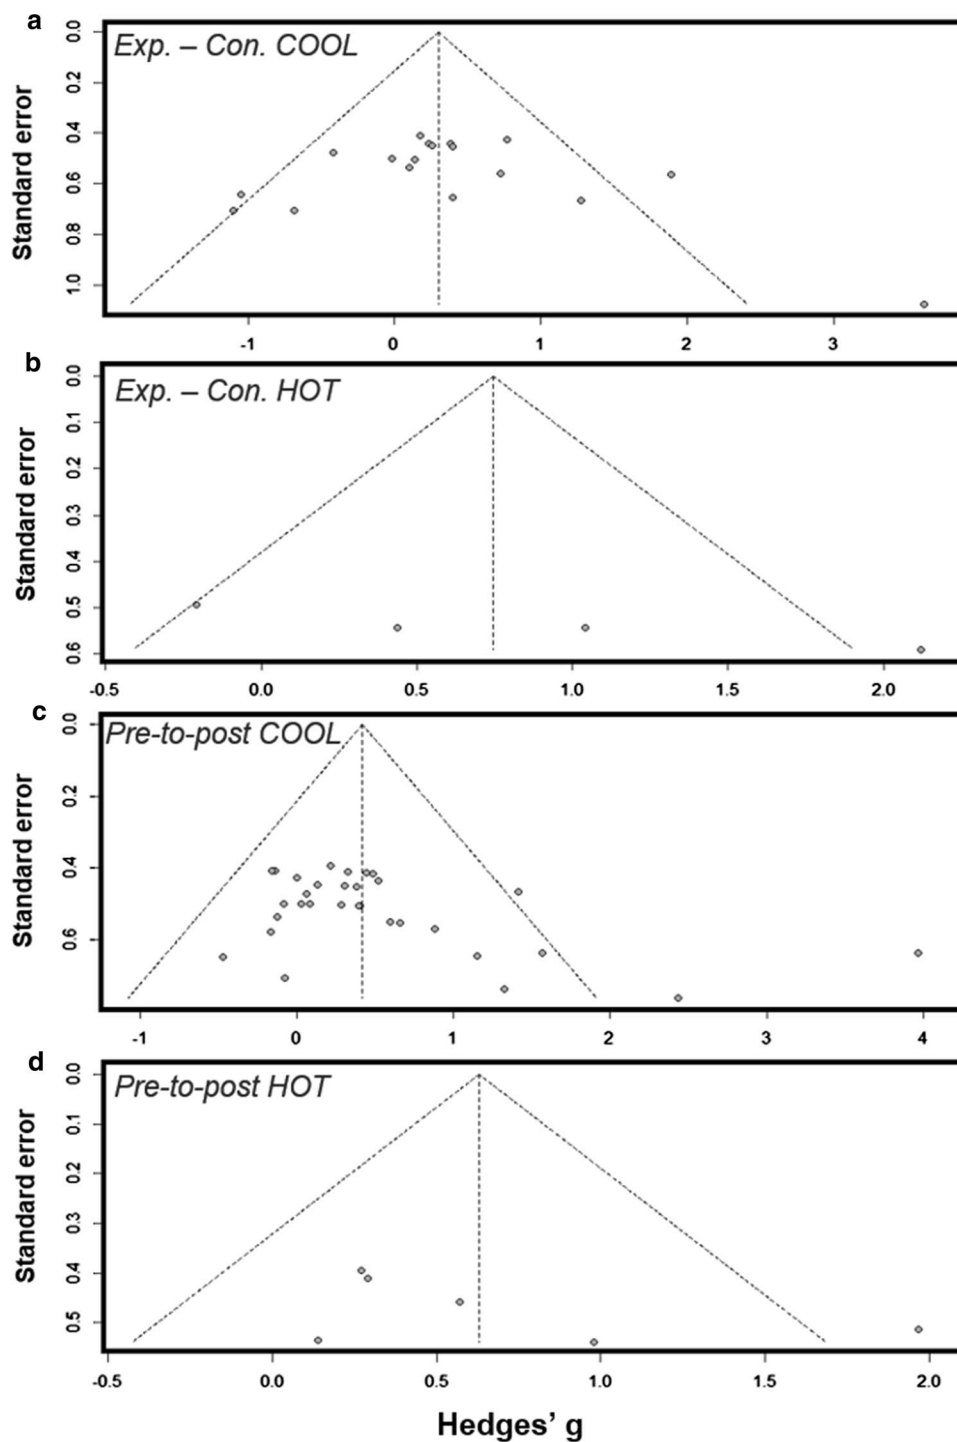 a
Exp. – Con. COOL
Standard error
0.0
0.2
0.4
0.6
0.8
1.0
-1 0 1 2 3
b
Exp. – Con. HOT
Standard error
0.0
0.1
0.2
0.3
0.4
0.5
0.6
-0.5 0.0 0.5 1.0 1.5 2.0
c
Pre-to-post COOL
Standard error
0.0
0.2
0.4
0.6
-1 0 1 2 3 4
d
Pre-to-post HOT
Standard error
0.0
0.1
0.2
0.3
0.4
0.5
-0.5 0.0 0.5 1.0 1.5 2.0
Hedges’ g